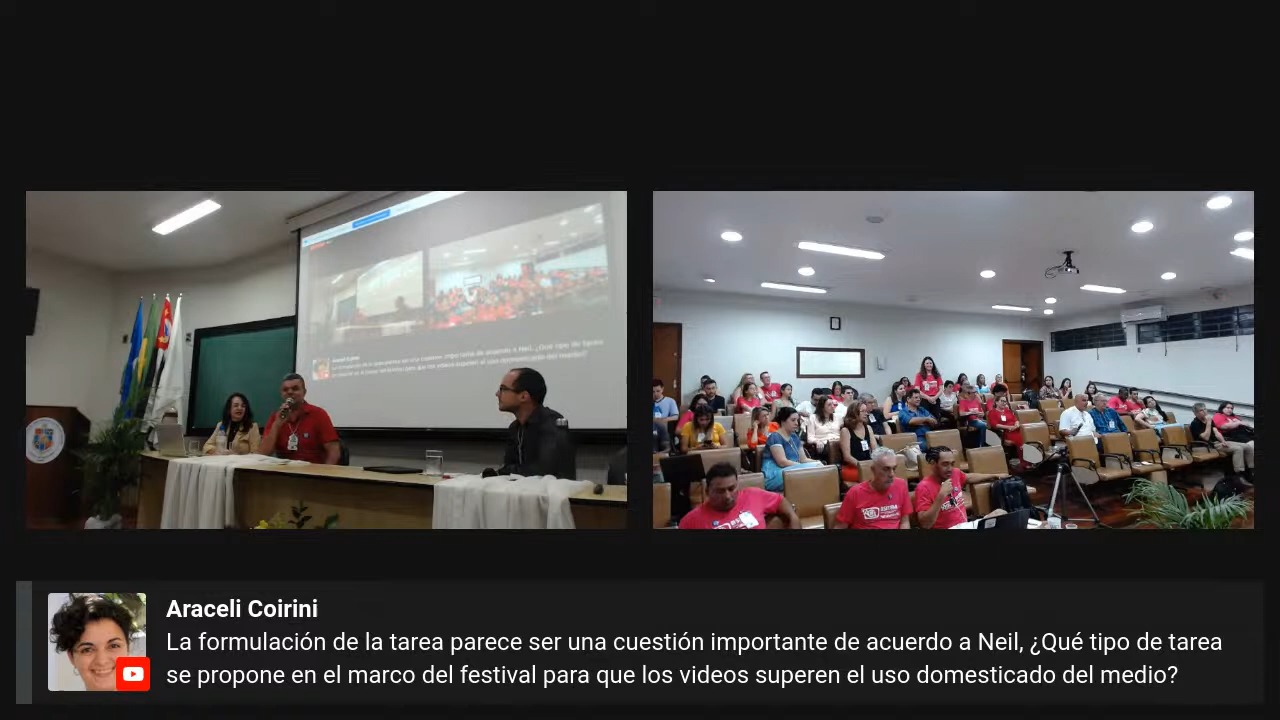 Araceli Coirini
La formulación de la tarea parece ser una cuestión importante de acuerdo a Neil, ¿Qué tipo de tarea
se propone en el marco del festival para que los videos superen el uso domesticado del medio?